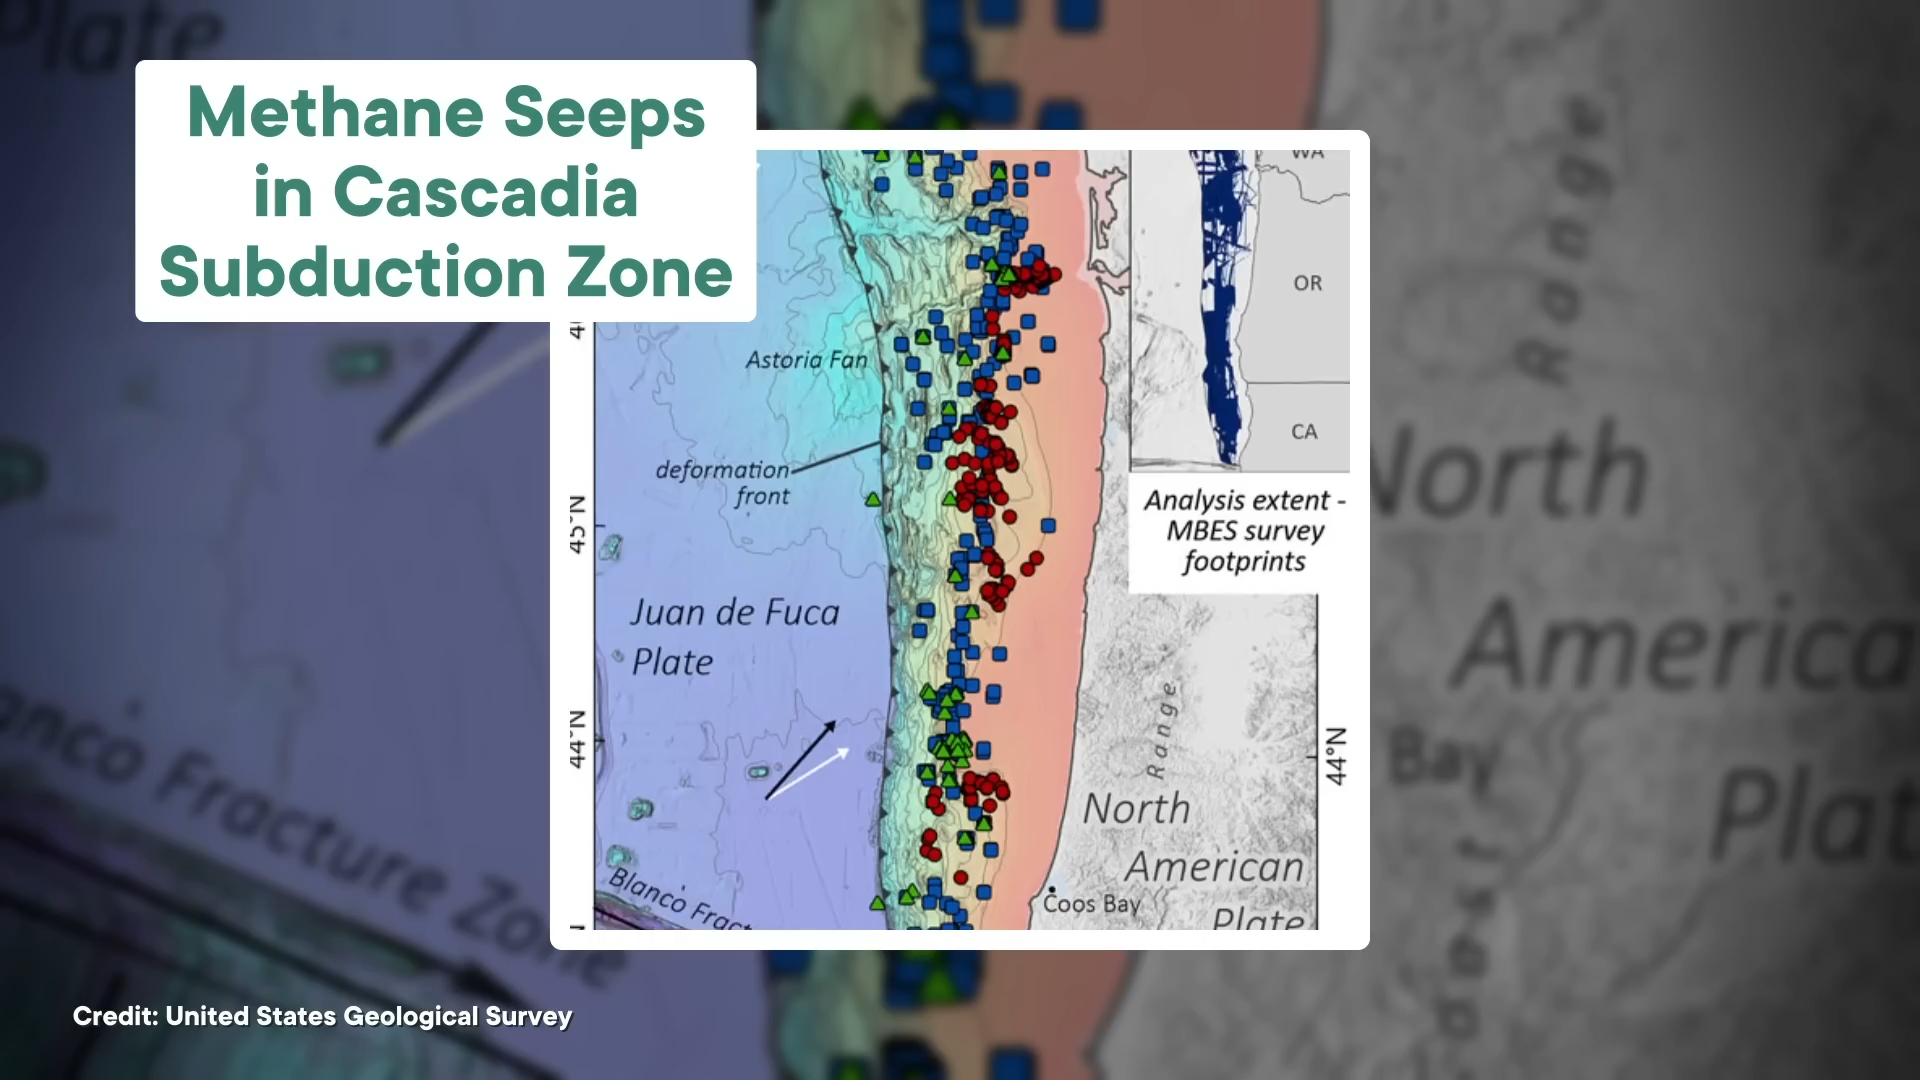 Methane Seeps
in Cascadia
Subduction Zone
WA
OR
CA
Astoria Fan
deformation
front
45°N
Analysis extent -
MBES survey
footprints
Juan de Fuca
Plate
44°N
44°N
Range
North
American
Plate
Coos Bay
Blanco Fract
Plate
Range
North
America
Bay
Plat
anco Fracture Zone
Credit: United States Geological Survey